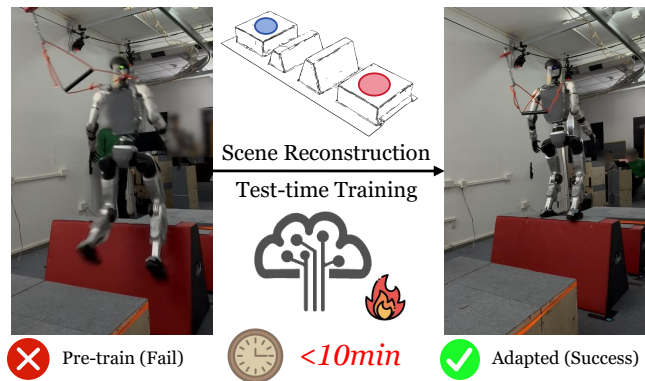 Scene Reconstruction
Test-time Training
<10min
Pre-train (Fail)
Adapted (Success)